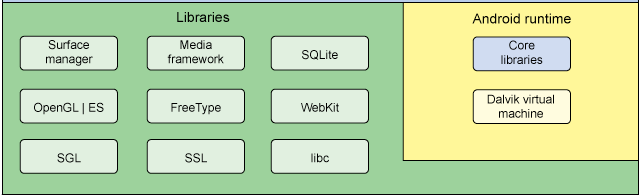 Libraries
Android runtime
Surface
manager
Media
framework
SQLite
Core
libraries
OpenGL | ES
FreeType
WebKit
Dalvik virtual
machine
SGL
SSL
libc